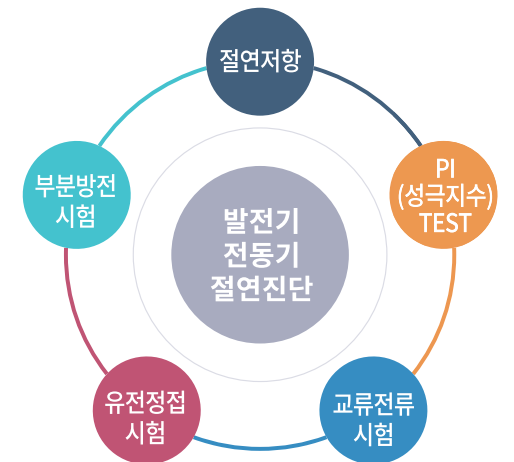 절연저항
PI
(성극지수)
TEST
부분방전
시험
발전기
전동기
절연진단
유전정접
시험
교류전류
시험